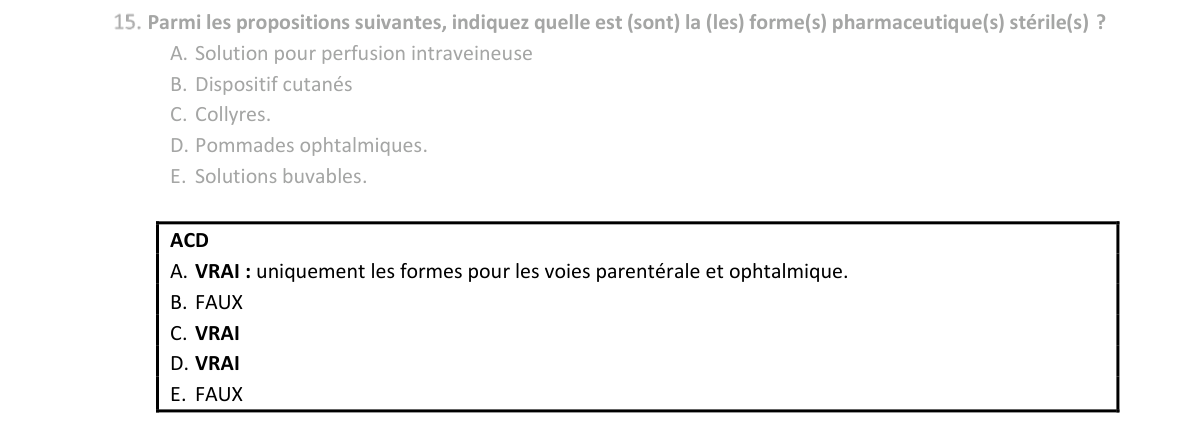 15. Parmi les propositions suivantes, indiquez quelle est (sont) la (les) forme(s) pharmaceutique(s) stérile(s) ?
A. Solution pour perfusion intraveineuse
B. Dispositif cutanés
C. Collyres.
D. Pommades ophtalmiques.
E. Solutions buvables.
ACD
A. VRAI : uniquement les formes pour les voies parentérale et ophtalmique.
B. FAUX
C. VRAI
D. VRAI
E. FAUX